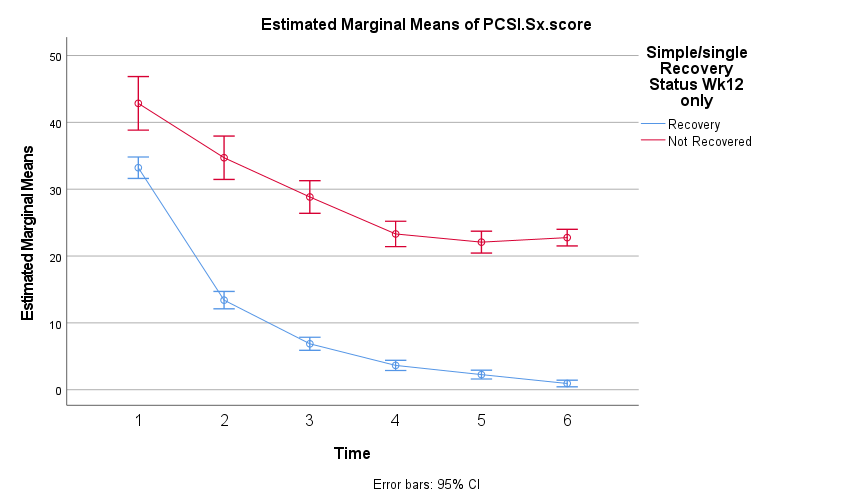 Estimated Marginal Means of PCSI.Sx.score
Simple/single
Recovery
Status Wk12
only
Recovery
Not Recovered
Estimated Marginal Means
50
40
30
20
10
0
1 2 3 4 5 6
Time
Error bars: 95% CI